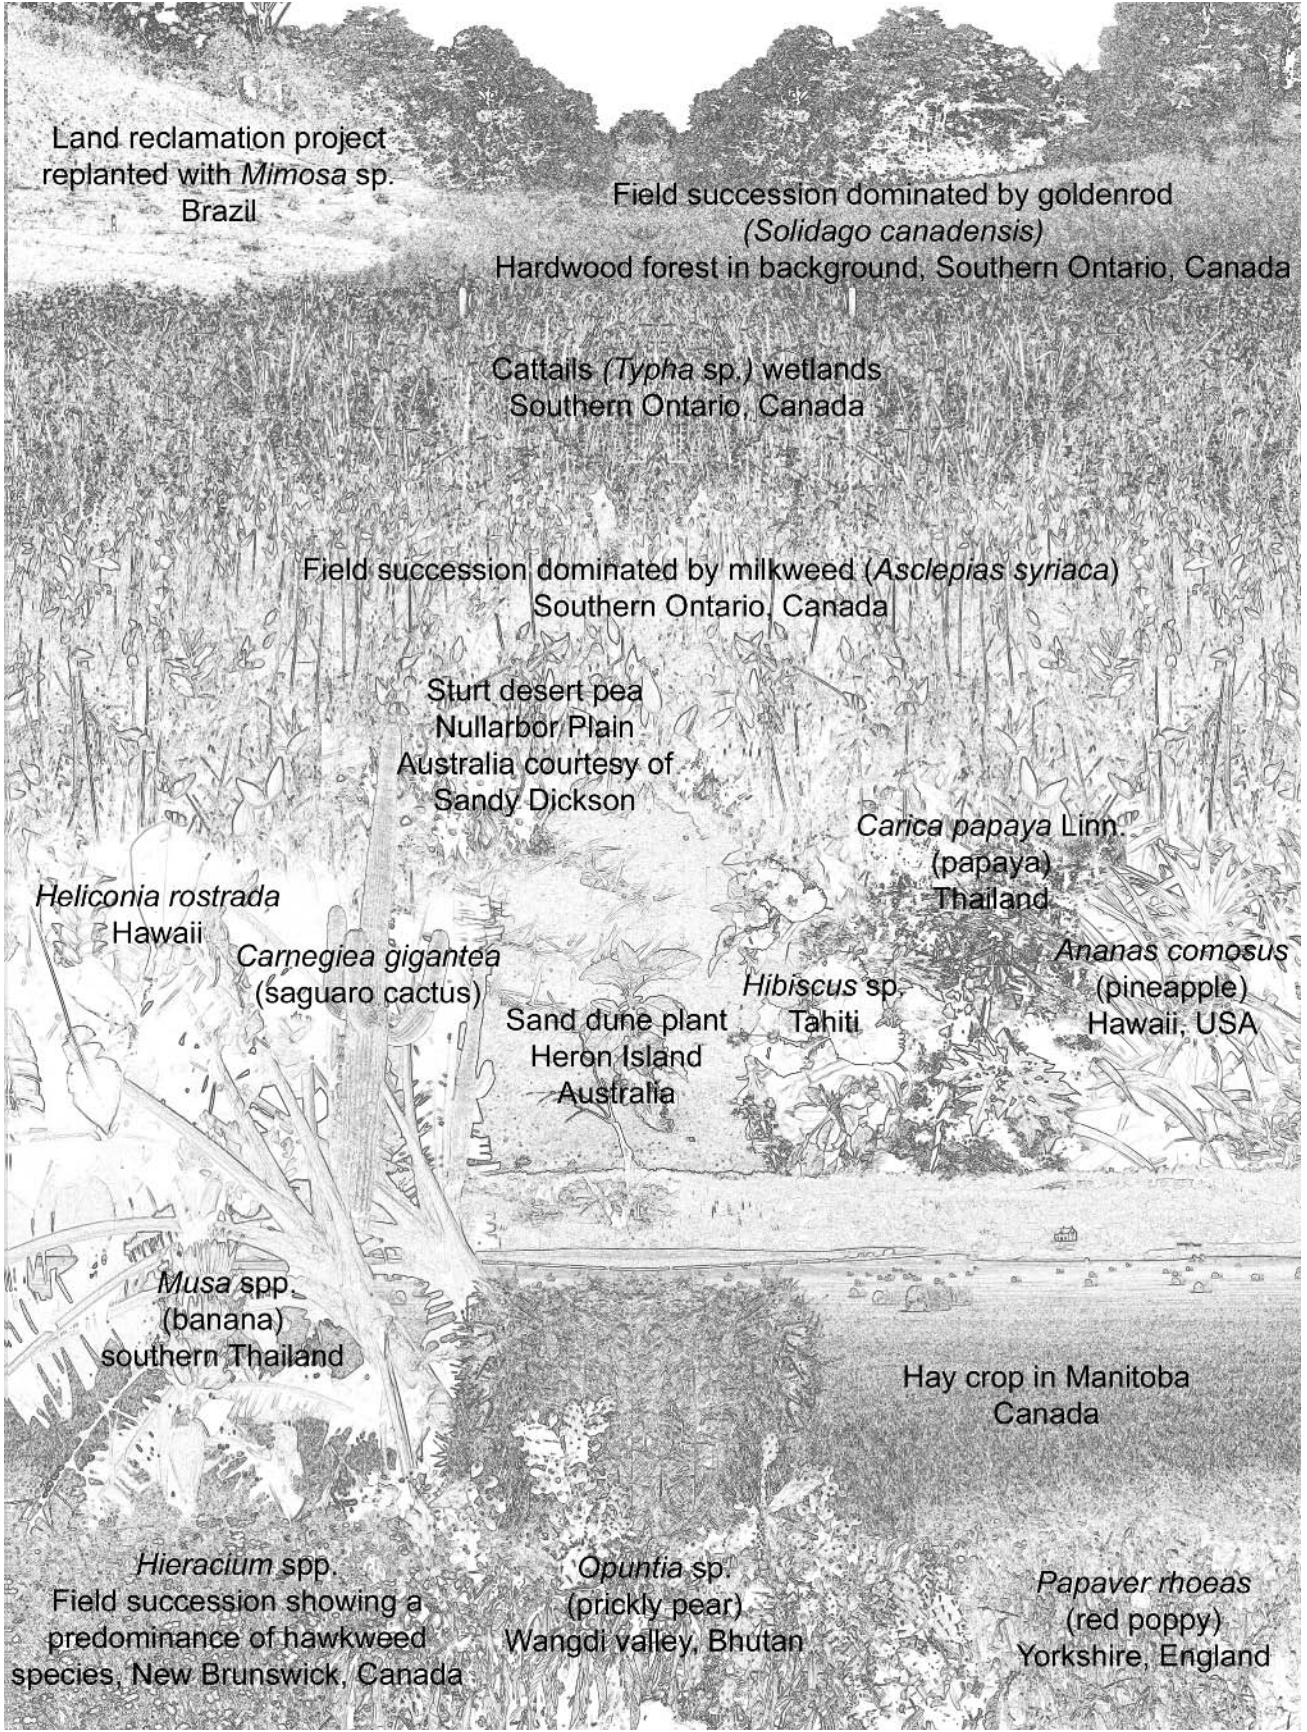 Land reclamation project
replanted with Mimosa sp.
Brazil
Field succession dominated by goldenrod
(Solidago canadensis)
Hardwood forest in background, Southern Ontario, Canada
Cattails (Typha sp.) wetlands
Southern Ontario, Canada
Field succession dominated by milkweed (Asclepias syriaca)
Southern Ontario, Canada
Sturt desert pea
Nullarbor Plain
Australia courtesy of
Sandy Dickson
Carica papaya Linn.
(papaya)
Thailand
Heliconia rostrada
Hawaii
Carnegiea gigantea
(saguaro cactus)
Sand dune plant
Heron Island
Australia
Hibiscus sp.
Tahiti
Ananas comosus
(pineapple)
Hawaii, USA
Musa spp.
(banana)
southern Thailand
Hay crop in Manitoba
Canada
Hieracium spp.
Field succession showing a
predominance of hawkweed
species, New Brunswick, Canada
Opuntia sp.
(prickly pear)
Wangdi valley, Bhutan
Papaver rhoeas
(red poppy)
Yorkshire, England